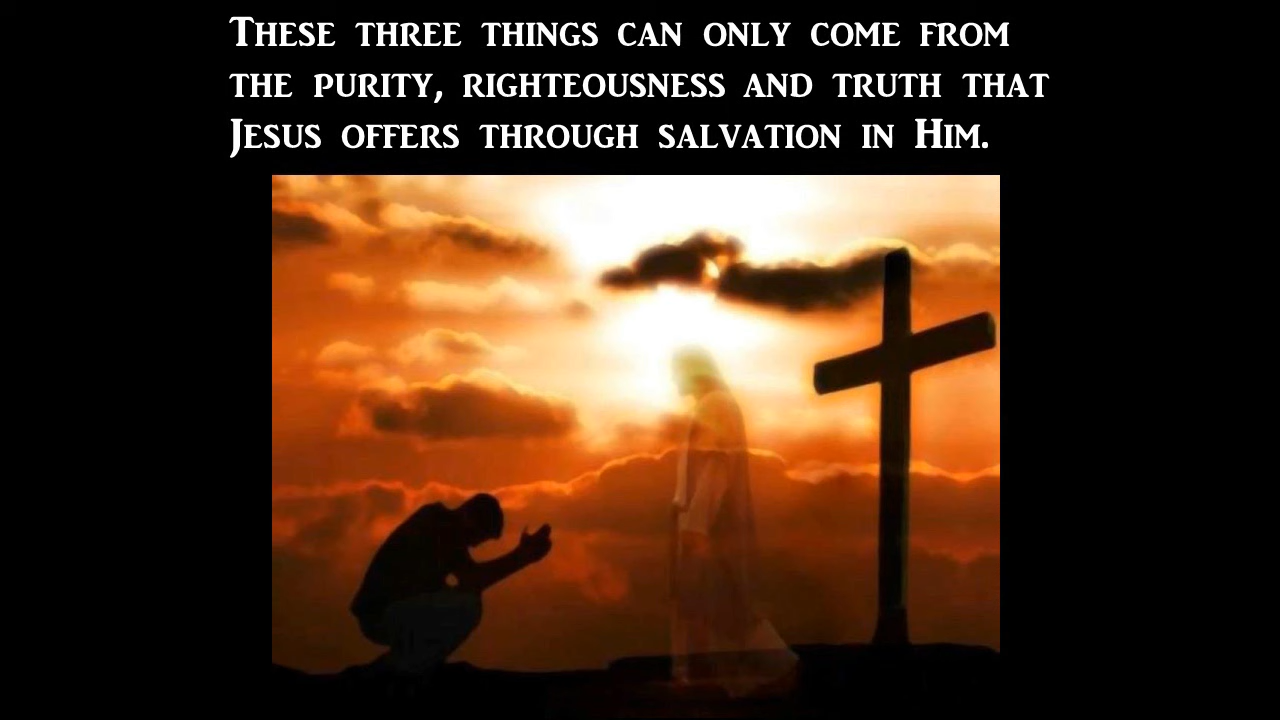 These three things can only come from
the purity, righteousness and truth that
Jesus offers through salvation in Him.